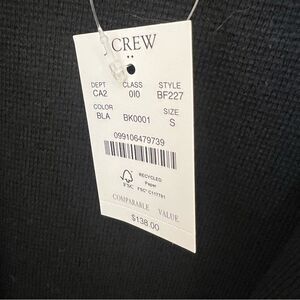 J.CREW
DEPT CLASS STYLE
CA2 010 BF227
COLOR SIZE
BLA BK0001 S
099106479739
FSC
RECYCLED
Paper
FSC® C117791
COMPARABLE VALUE
$138.00